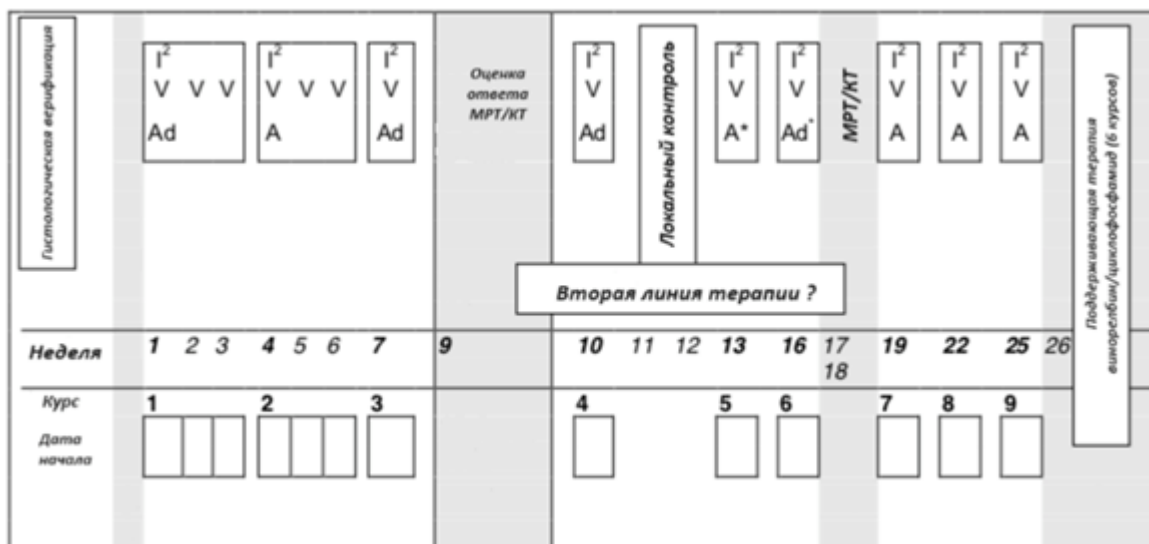 Гистологическая верификация
I² I² I² I² I² I² I² I² I²
V V V V V V V V V V V V V
Ad A Ad Ad A* Ad* A A A
Оценка
ответа
МРТ/КТ
Локальный контроль
МРТ/КТ
Вторая линия терапии ?
Поддерживающая терапия
винорелбин/циклофосфамид (6 курсов)
Неделя 1 2 3 4 5 6 7 9 10 11 12 13 16 17 19 22 25 26
18
Курс 1 2 3 4 5 6 7 8 9
Дата
начала